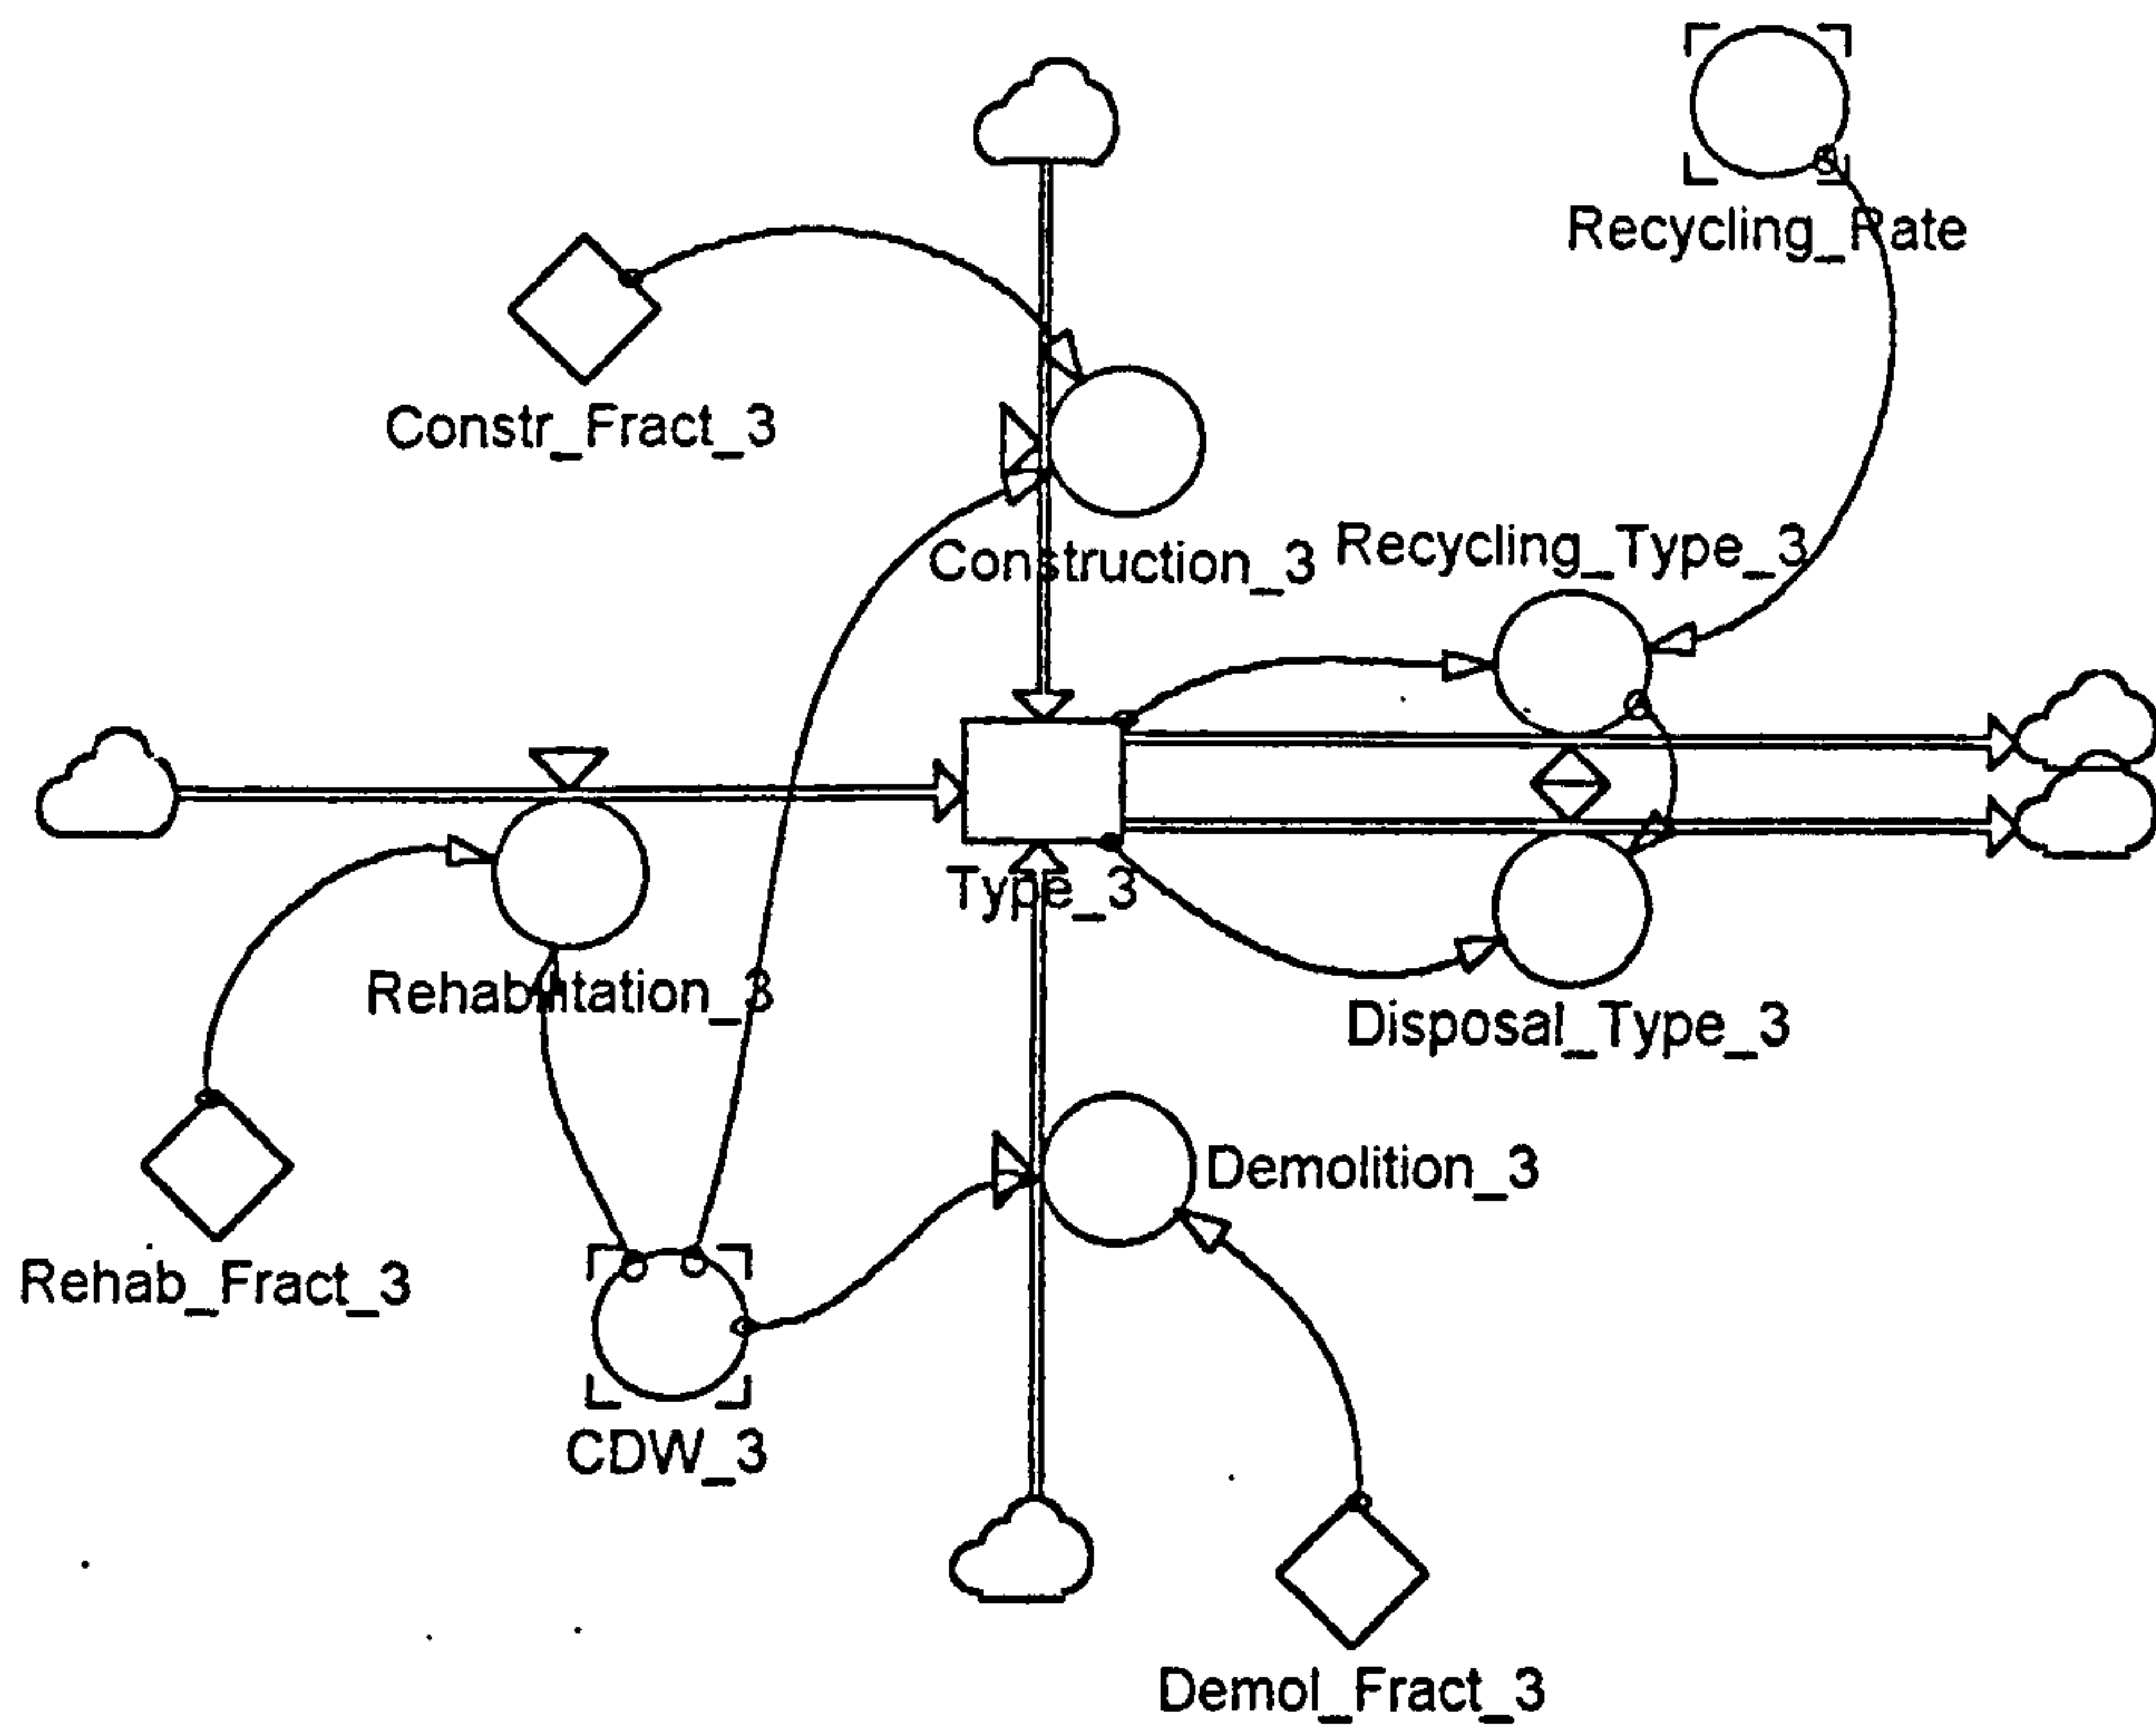 Recycling_Rate
Constr_Fract_3
Construction_3
Recycling_Type_3
Type_3
Rehabilitation_3
Disposal_Type_3
Demolition_3
Rehab_Fract_3
CDW_3
Demol_Fract_3